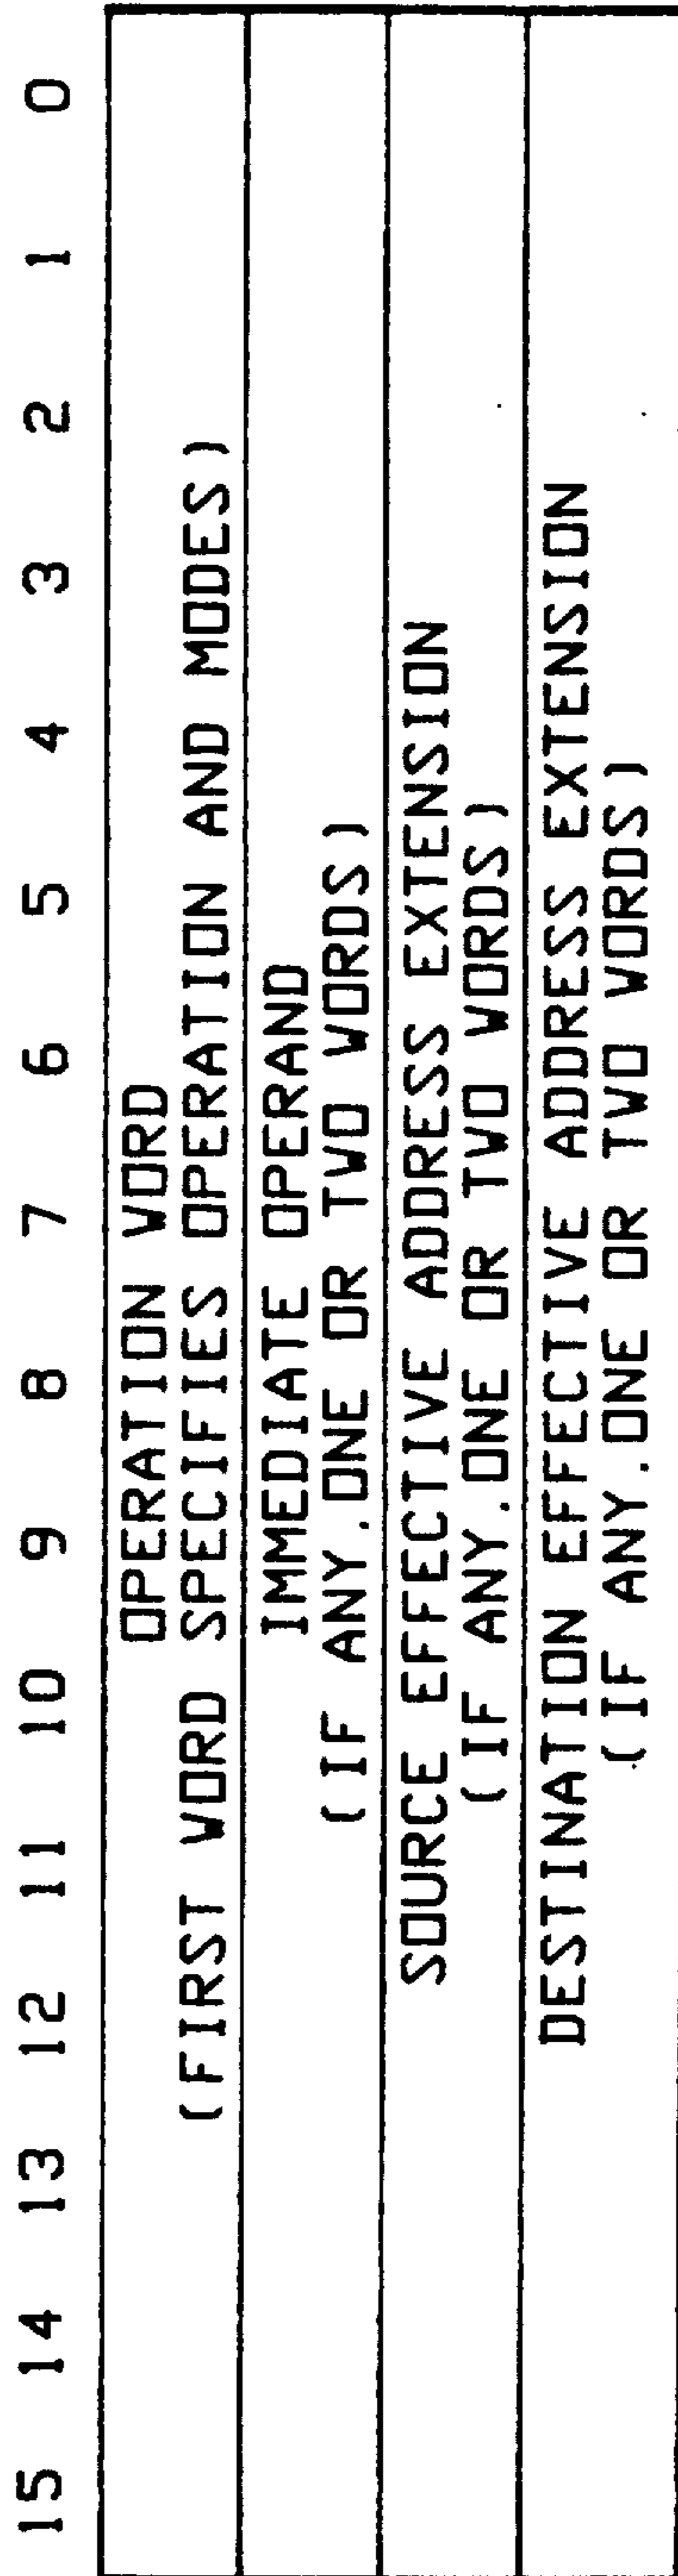 15 14 13 12 11 10 9 8 7 6 5 4 3 2 1 0
OPERATION WORD
(FIRST WORD SPECIFIES OPERATION AND MODES)
IMMEDIATE OPERAND
(IF ANY.ONE OR TWO WORDS)
SOURCE EFFECTIVE ADDRESS EXTENSION
(IF ANY.ONE OR TWO WORDS)
DESTINATION EFFECTIVE ADDRESS EXTENSION
(IF ANY.ONE OR TWO WORDS)